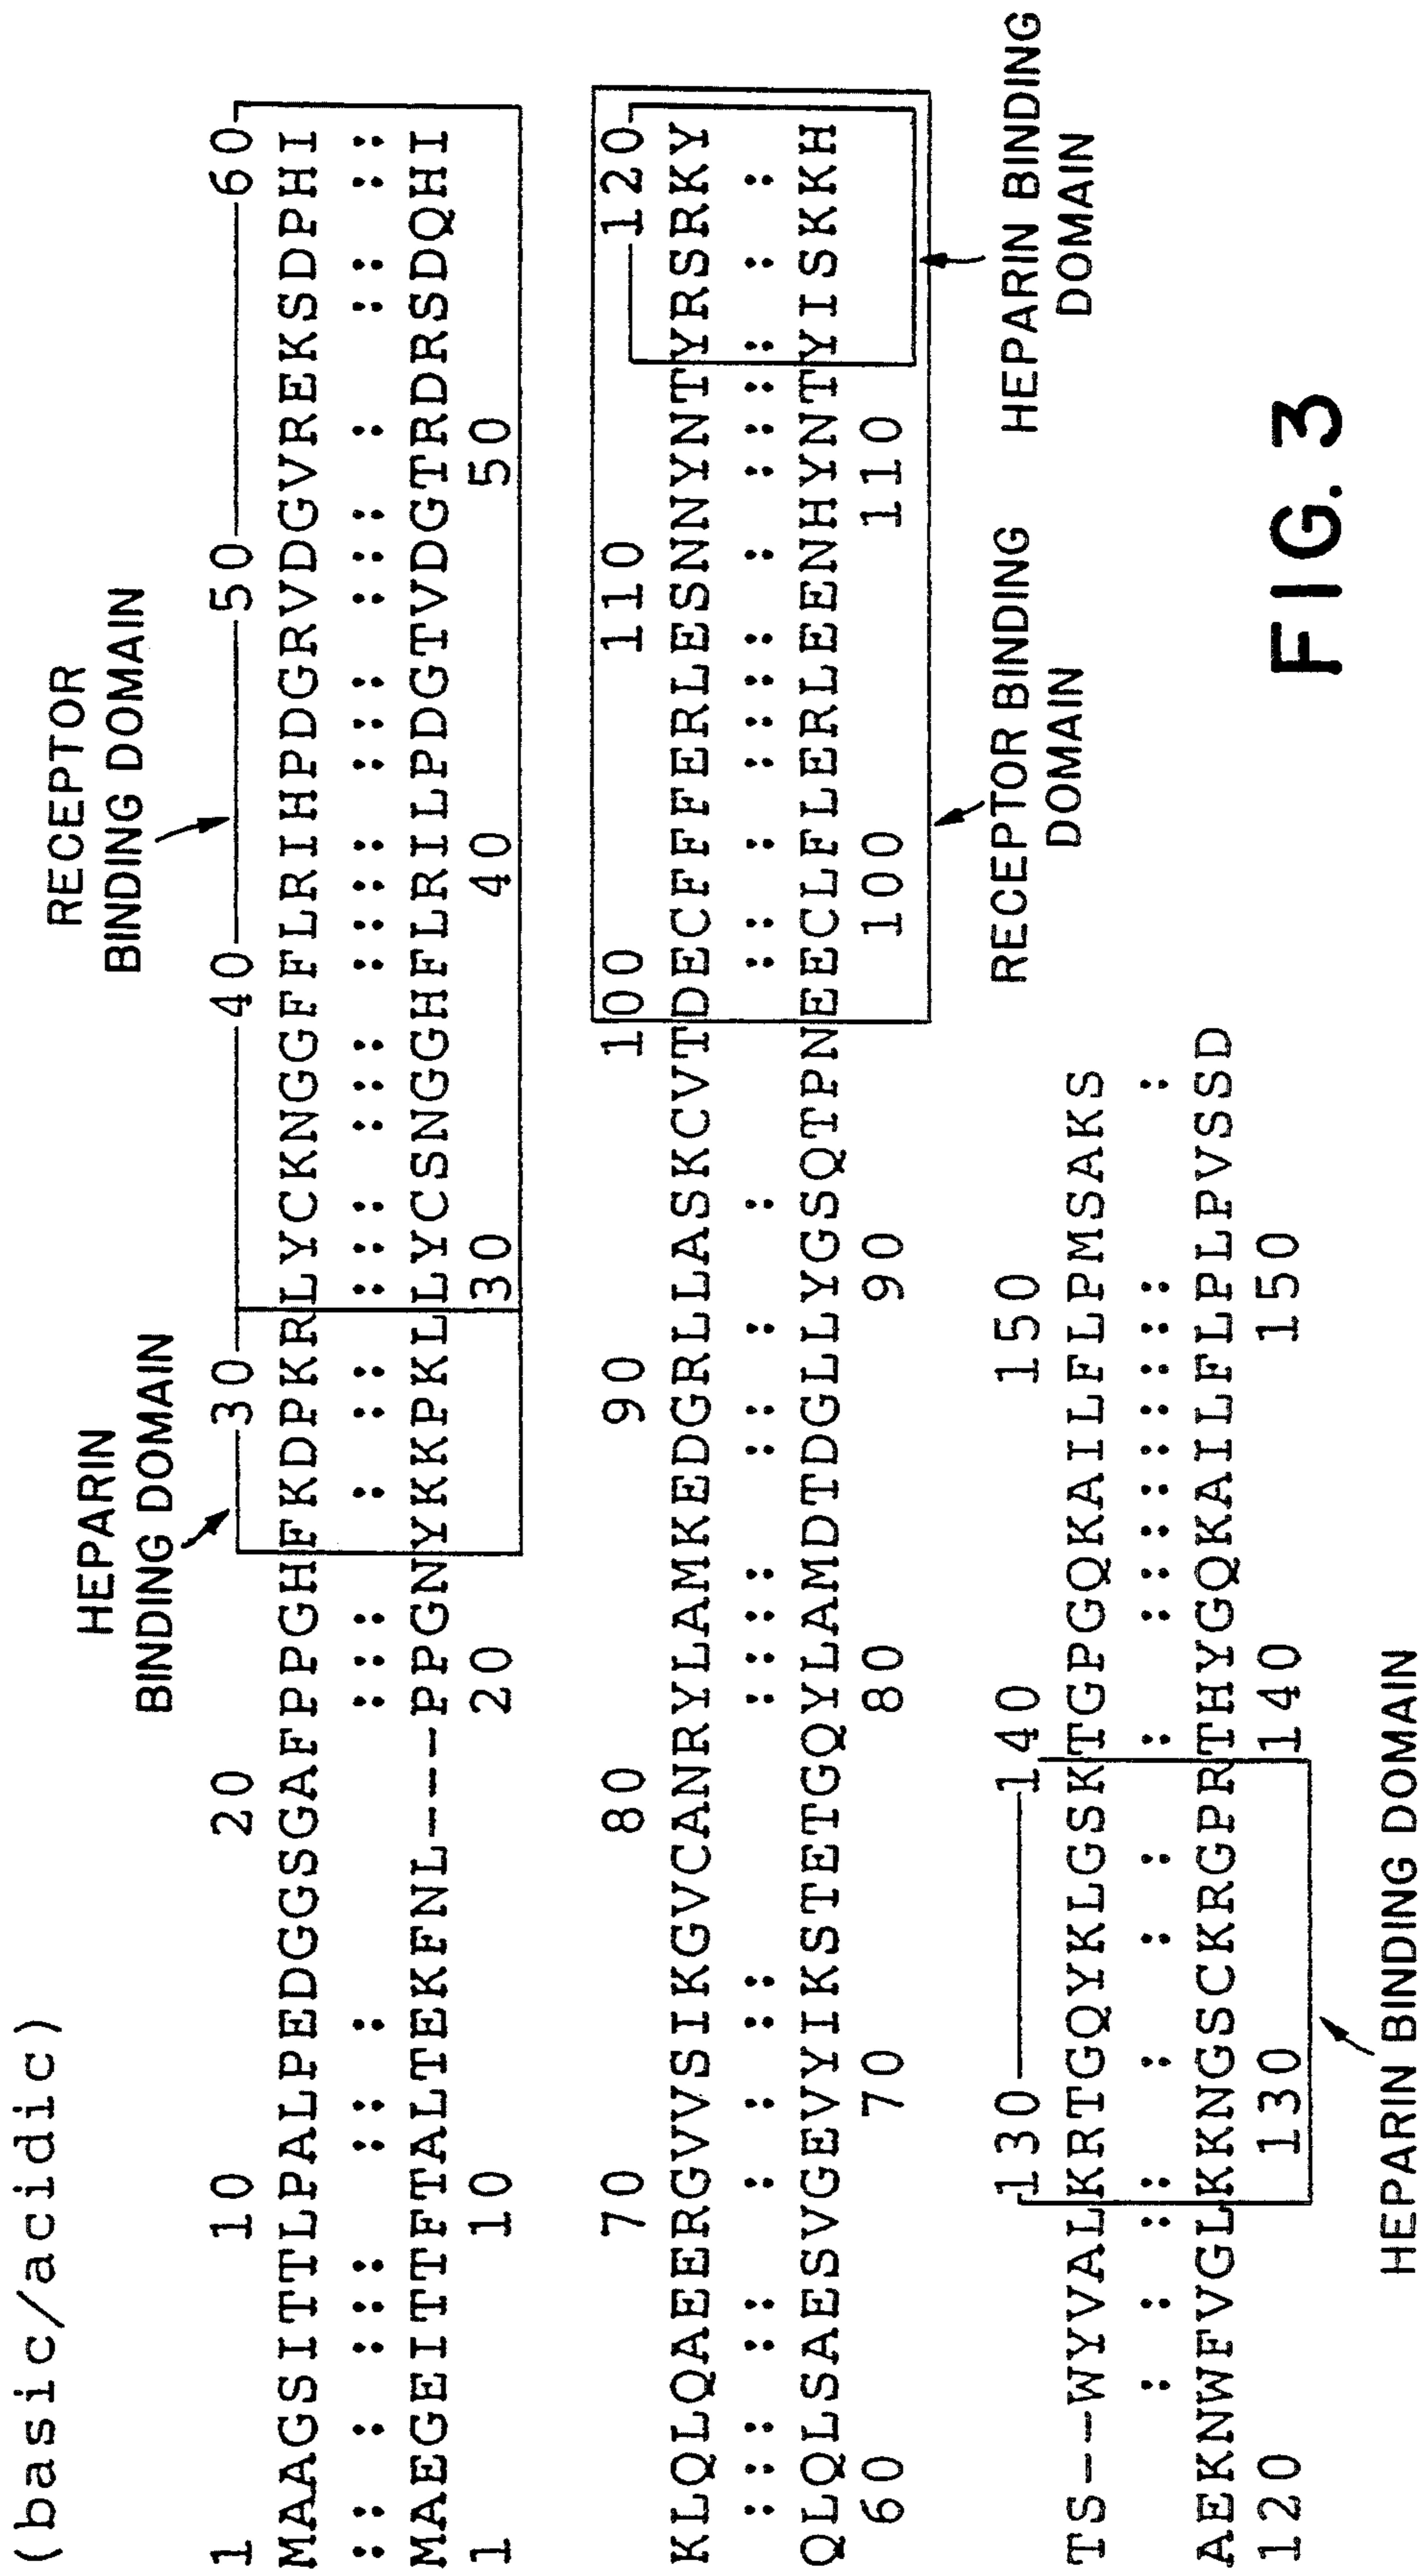 (basic/acidic)
HEPARIN
BINDING DOMAIN
RECEPTOR
BINDING DOMAIN
1 10 20 30 40 50 60
MAAGSITTLPALPEDGGSGAFPPGHFKDPKRLYCKNGGFFLRIHPDGRVDGVREKSDPHI
MAEGEITTFTALTEKFNL---PPGNYKKPKLLYCSNGGHFLRILPDGTVDGTRDRSDQHI
1 10 20 30 40 50
70 80 90 100 110 120
KLQLQAEERGVVSIKGVCANRYLAMKEDGRLLASKCVTDECFFFERLESNNYNTYRSRKY
QLQLSAESVGEVYIKSTETGQYLAMDTDGLLYGSQTPNEECLFLERLEENHYNTYISKKH
60 70 80 90 100 110
RECEPTOR BINDING
DOMAIN
HEPARIN BINDING
DOMAIN
130 140 150
TS--WYVALKRTGQYKLGSKTGPGQKAILFLPMSAKS
AEKNWFVGLKKNGSCKRGPRTHYGQKAILFLPLPVSSD
120 130 140 150
HEPARIN BINDING DOMAIN
FIG. 3